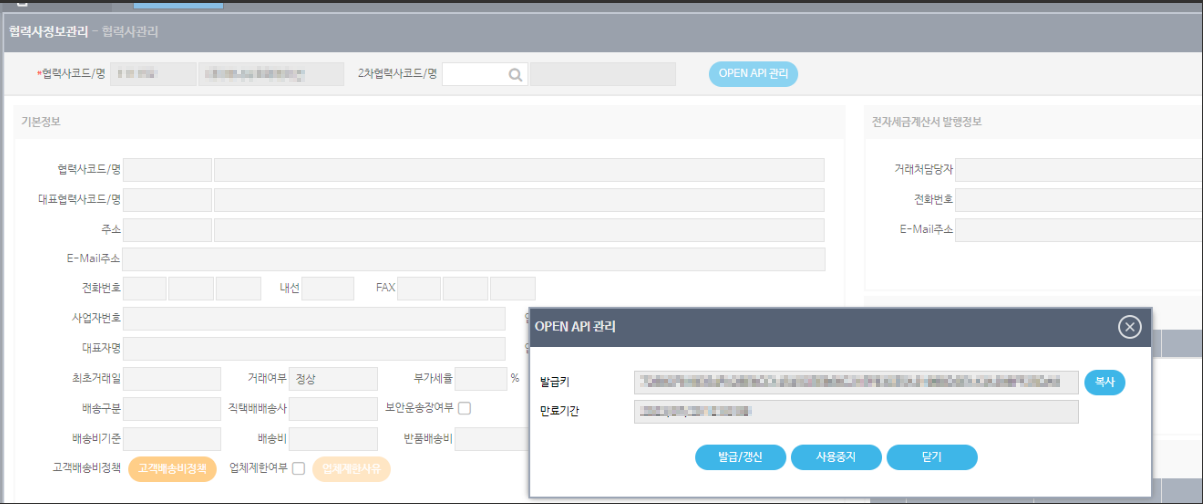 협력사정보관리 - 협력사관리
*협력사코드/명 2차협력사코드/명 OPEN API 관리
기본정보
협력사코드/명
대표협력사코드/명
주소
E-Mail주소
전화번호 내선 FAX
사업자번호
대표자명
최초거래일 거래여부 정상 부가세율 %
배송구분 직택배배송사 보안운송장여부
배송비기준 배송비 반품배송비
고객배송비정책 고객배송비정책 업체제한여부 업체제한사유
전자세금계산서 발행정보
거래처담당자
전화번호
E-Mail주소
OPEN API 관리
발급키 복사
만료기간
발급/갱신 사용중지 닫기